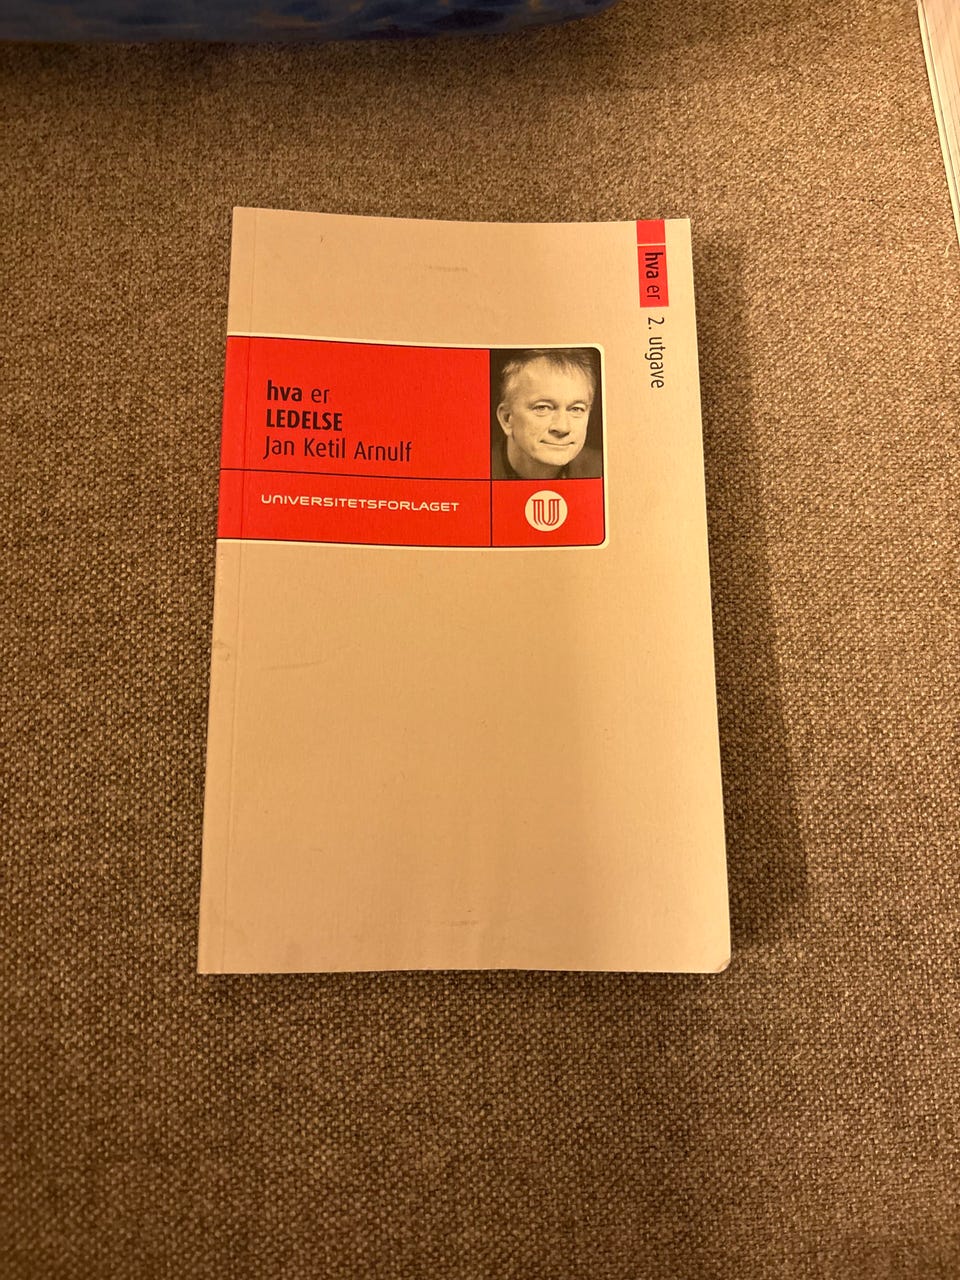 hva er
LEDELSE
Jan Ketil Arnulf
UNIVERSITETSFORLAGET
U
hva er 2. utgave